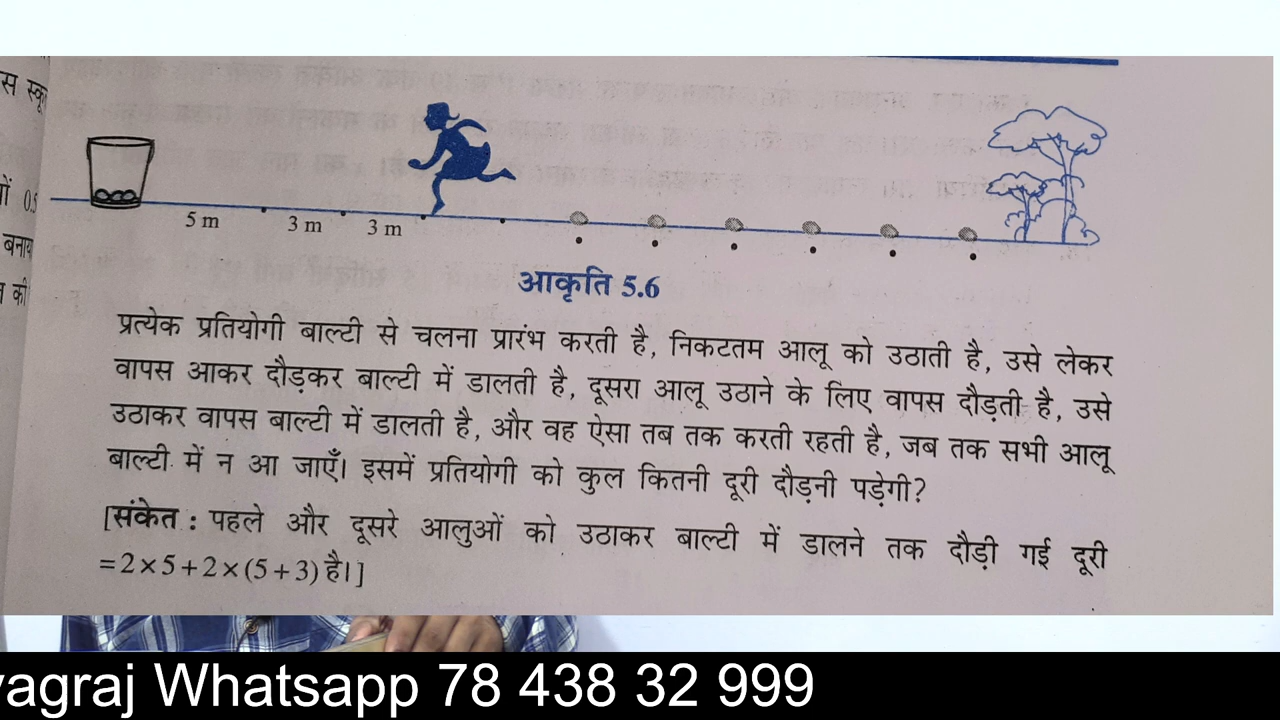 स स्कू
5 m 3 m 3 m
ों 0.5
बनाय
की
आकृति 5.6
प्रत्येक प्रतियोगी बाल्टी से चलना प्रारंभ करती है, निकटतम आलू को उठाती है, उसे लेकर
वापस आकर दौड़कर बाल्टी में डालती है, दूसरा आलू उठाने के लिए वापस दौड़ती है, उसे
उठाकर वापस बाल्टी में डालती है, और वह ऐसा तब तक करती रहती है, जब तक सभी आलू
बाल्टी में न आ जाएँ। इसमें प्रतियोगी को कुल कितनी दूरी दौड़नी पड़ेगी?
[संकेत : पहले और दूसरे आलुओं को उठाकर बाल्टी में डालने तक दौड़ी गई दूरी
=2×5+2×(5+3) है।]
yagraj Whatsapp 78 438 32 999